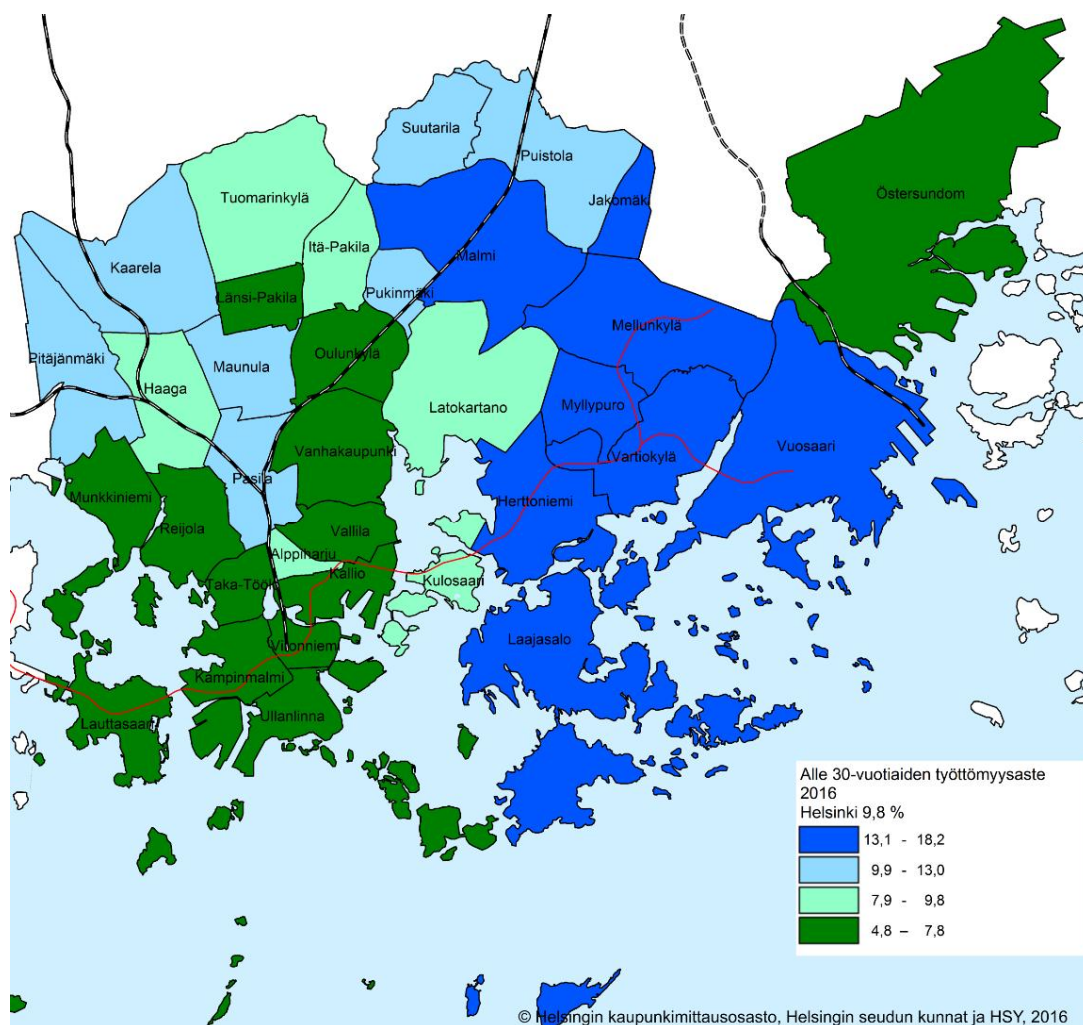 Suutarila
Puistola
Jakomäki
Östersundom
Tuomarinkylä
Itä-Pakila
Kaarela
Malmi
Länsi-Pakila
Pukinmäki
Mellunkylä
Pitäjänmäki
Haaga
Maunula
Oulunkylä
Latokartano
Myllypuro
Vanhakaupunki
Vartiokylä
Vuosaari
Munkkiniemi
Pasila
Herttoniemi
Reijola
Vallila
Alppiharju
Taka-Töölö
Kallio
Kulosaari
Vironniemi
Laajasalo
Kampinmalmi
Lauttasaari
Ullanlinna
Alle 30-vuotiaiden työttömyysaste
2016
Helsinki 9,8 %
13,1 - 18,2
9,9 - 13,0
7,9 - 9,8
4,8 – 7,8
© Helsingin kaupunkimittausosasto, Helsingin seudun kunnat ja HSY, 2016